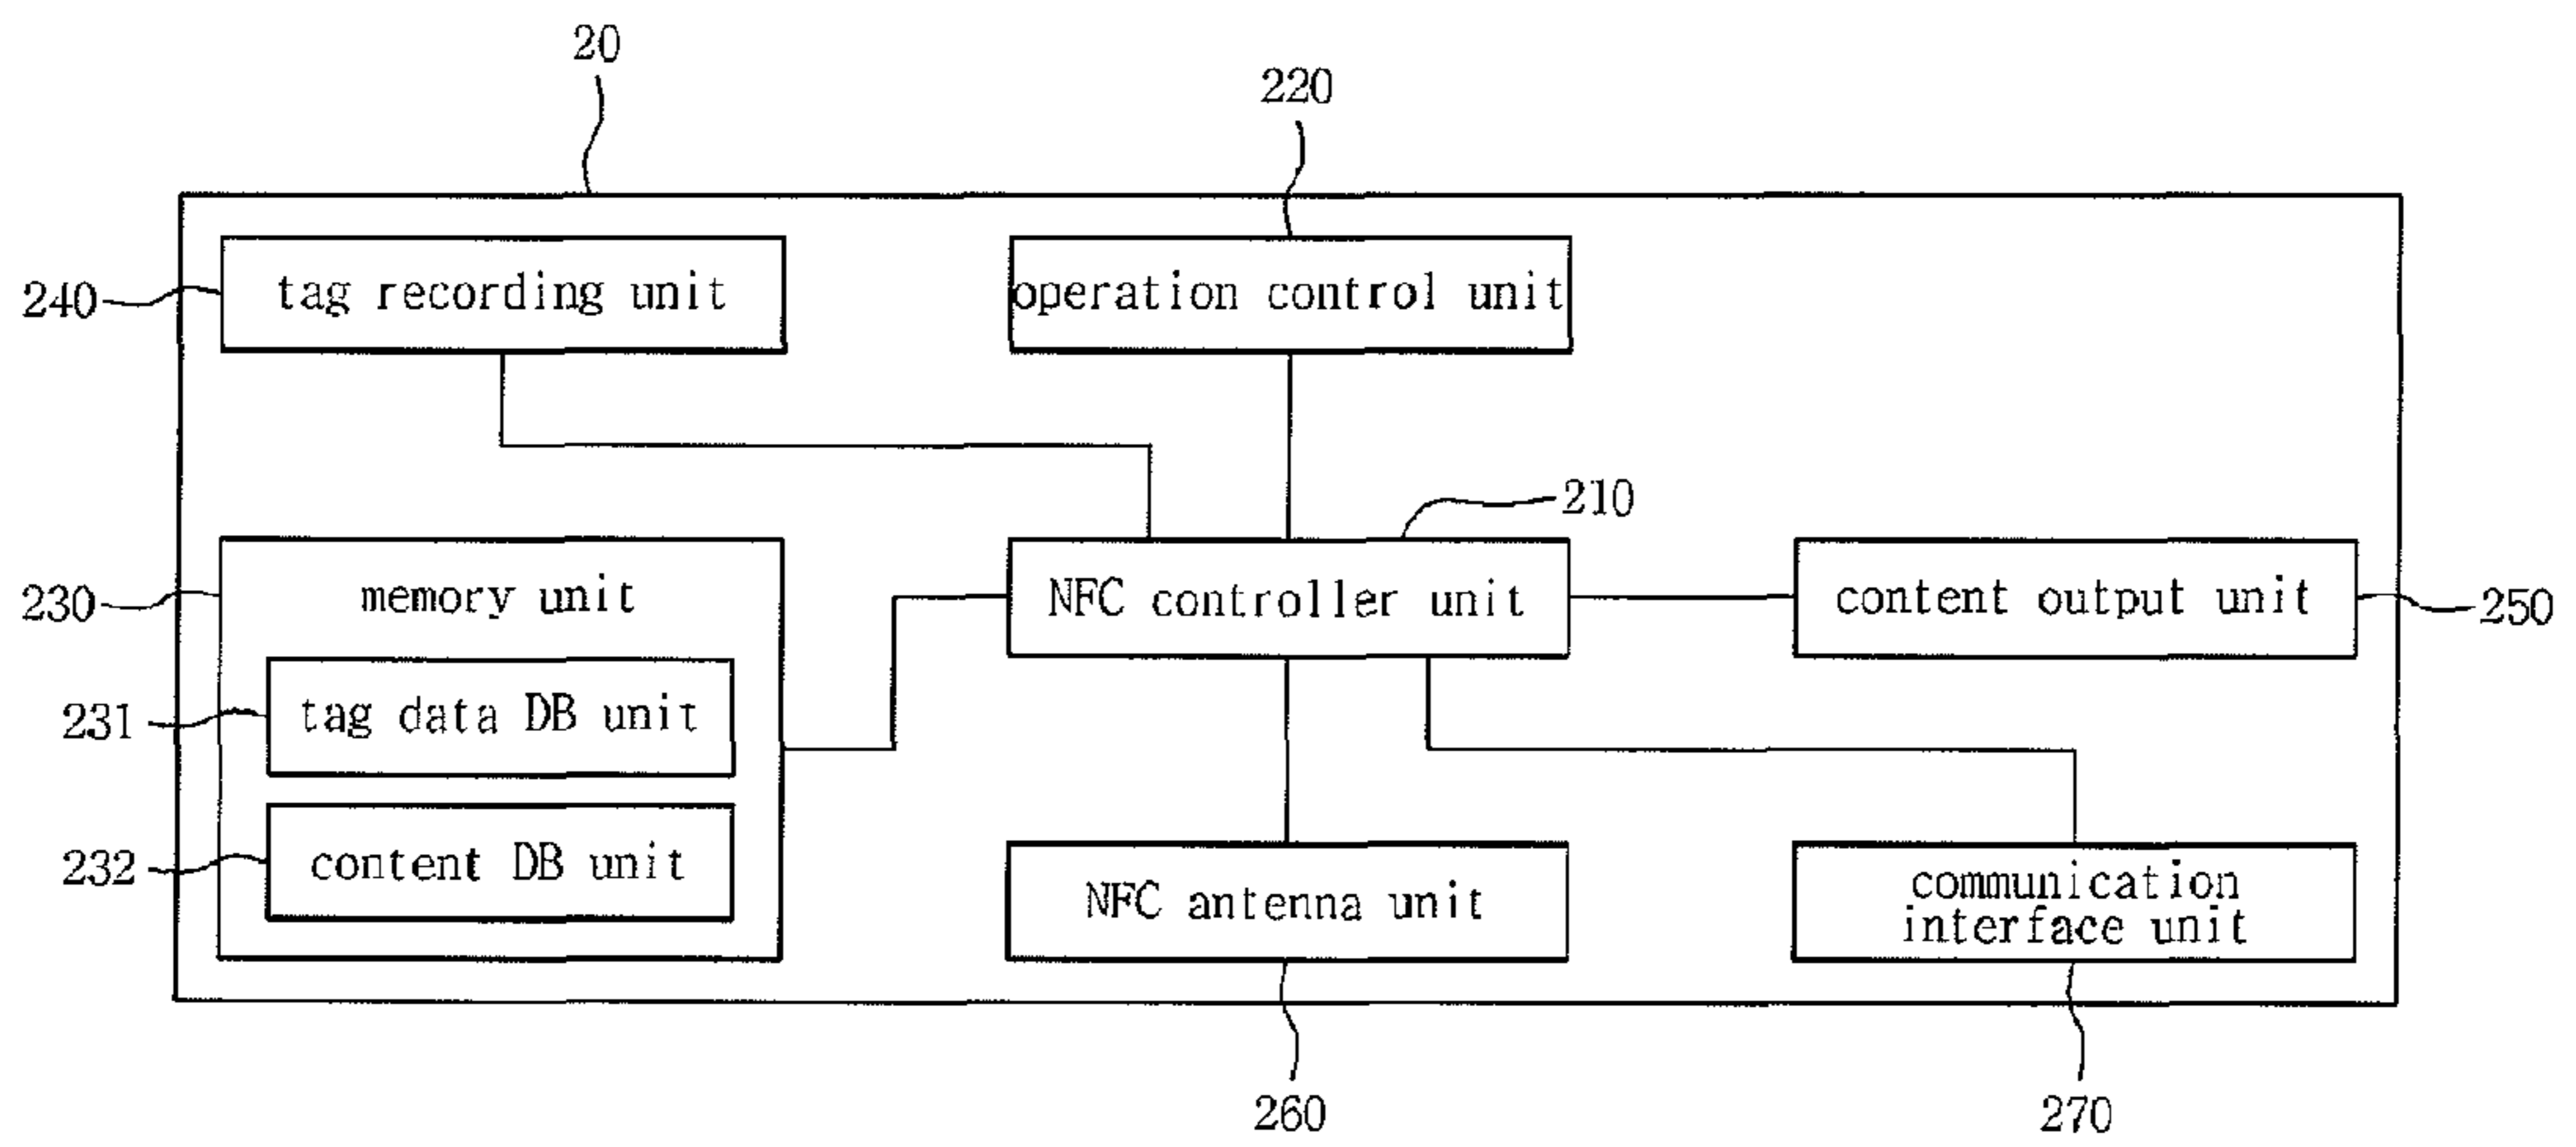 20
220
240
tag recording unit
operation control unit
210
230
memory unit
NFC controller unit
content output unit
250
231
tag data DB unit
232
content DB unit
NFC antenna unit
communication
interface unit
260
270